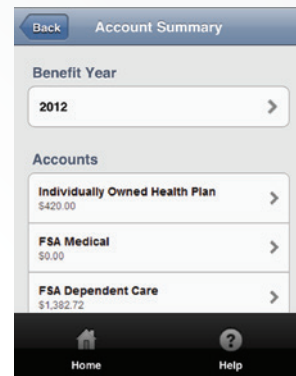 Back
Account Summary
Benefit Year
2012
Accounts
Individually Owned Health Plan
$420.00
FSA Medical
$0.00
FSA Dependent Care
$1,382.72
Home
Help